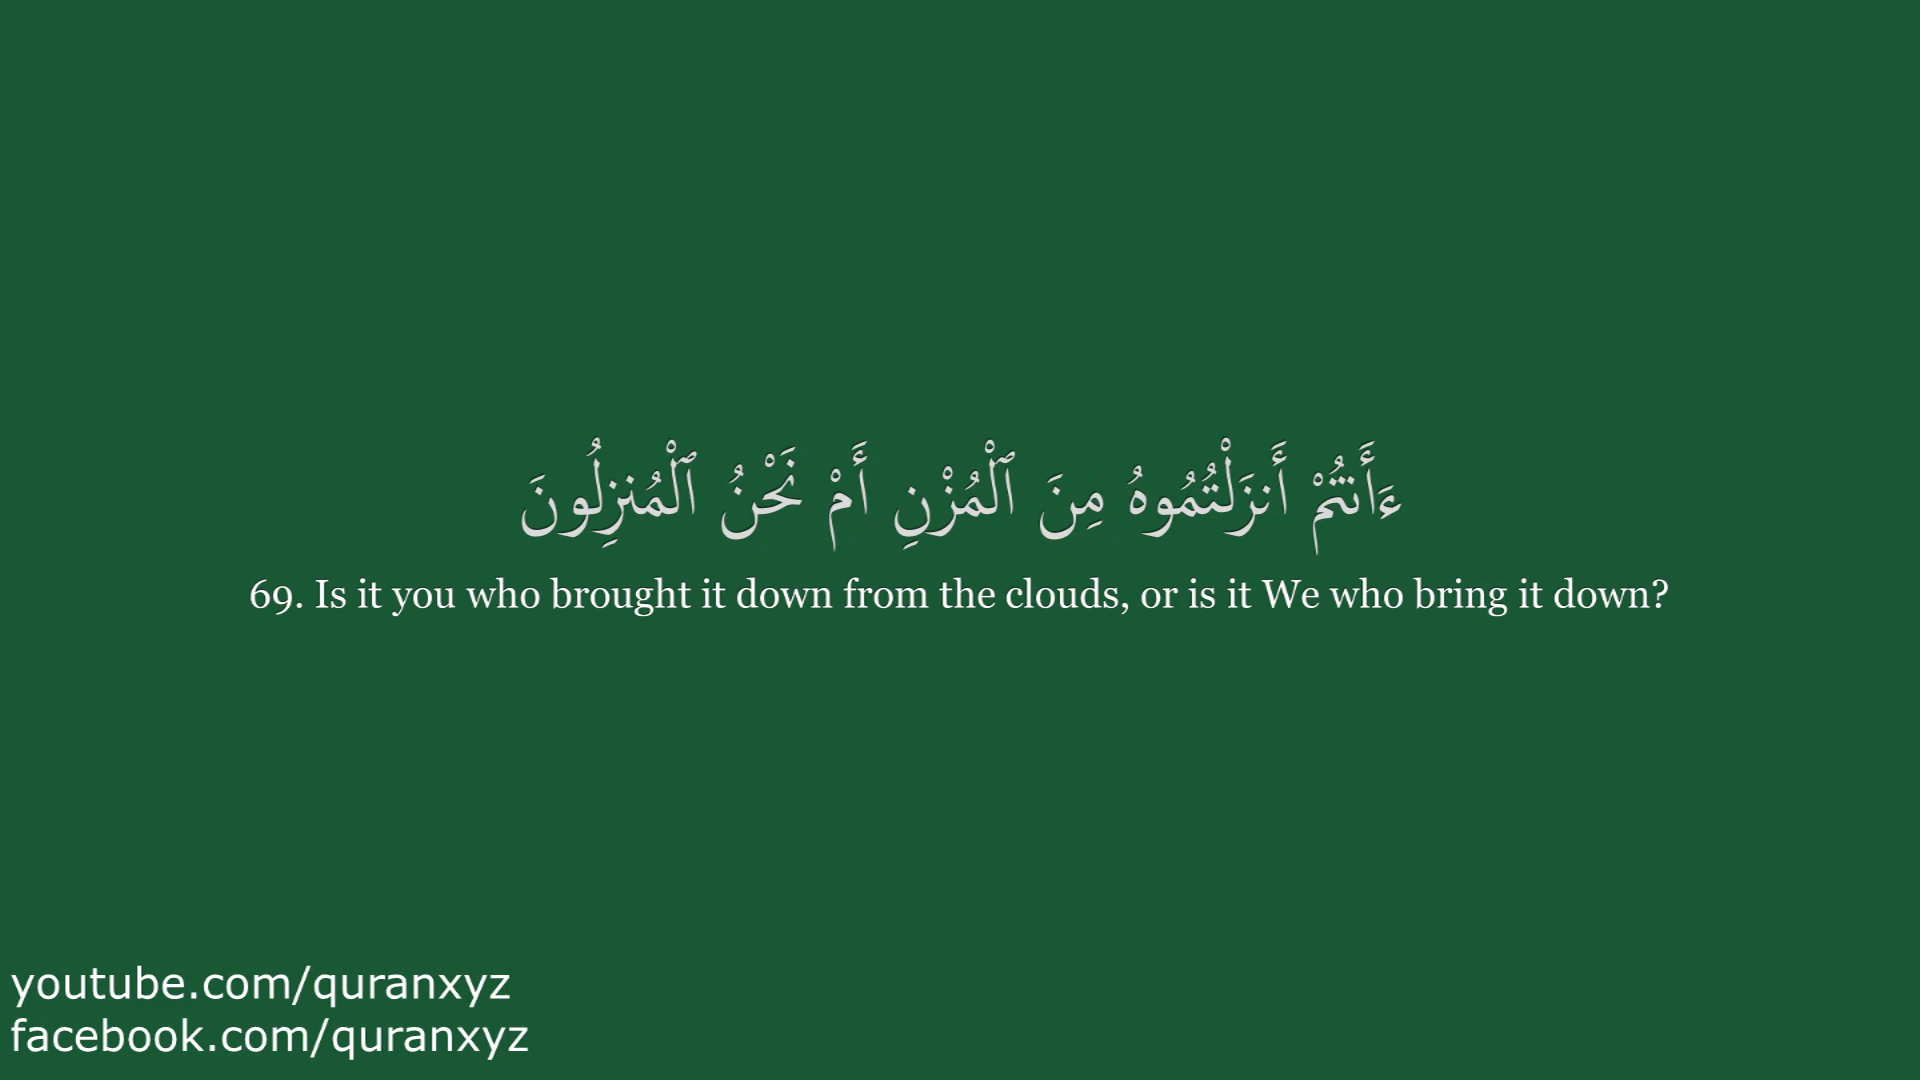 ءَأَنتُمْ أَنزَلْتُمُوهُ مِنَ ٱلْمُزْنِ أَمْ نَحْنُ ٱلْمُنزِلُونَ
69. Is it you who brought it down from the clouds, or is it We who bring it down?
youtube.com/quranxyz
facebook.com/quranxyz